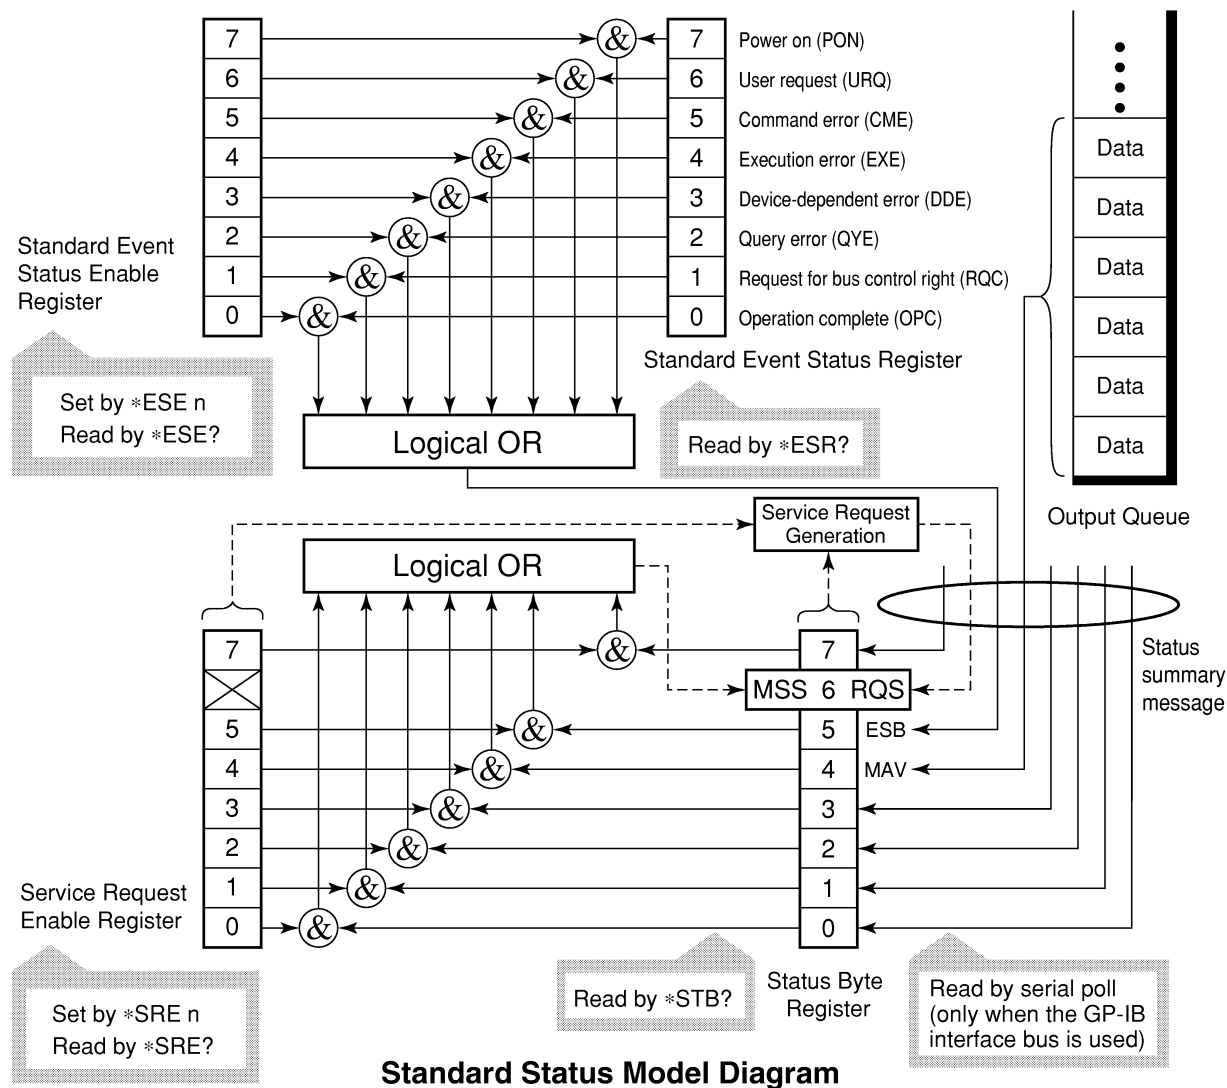 7 & 7 Power on (PON)
6 & 6 User request (URQ)
5 & 5 Command error (CME)
4 & 4 Execution error (EXE)
3 & 3 Device-dependent error (DDE)
2 & 2 Query error (QYE)
1 & 1 Request for bus control right (RQC)
0 & 0 Operation complete (OPC)
Standard Event
Status Enable
Register
Set by *ESE n
Read by *ESE?
Standard Event Status Register
Read by *ESR?
Logical OR
Data
Data
Data
Data
Data
Data
Output Queue
Service Request
Generation
Logical OR
Status
summary
message
7 & 7
MSS 6 RQS
5 & 5 ESB
4 & 4 MAV
3 & 3
2 & 2
1 & 1
0 & 0
Service Request
Enable Register
Set by *SRE n
Read by *SRE?
Read by *STB?
Status Byte
Register
Read by serial poll
(only when the GP-IB
interface bus is used)
Standard Status Model Diagram